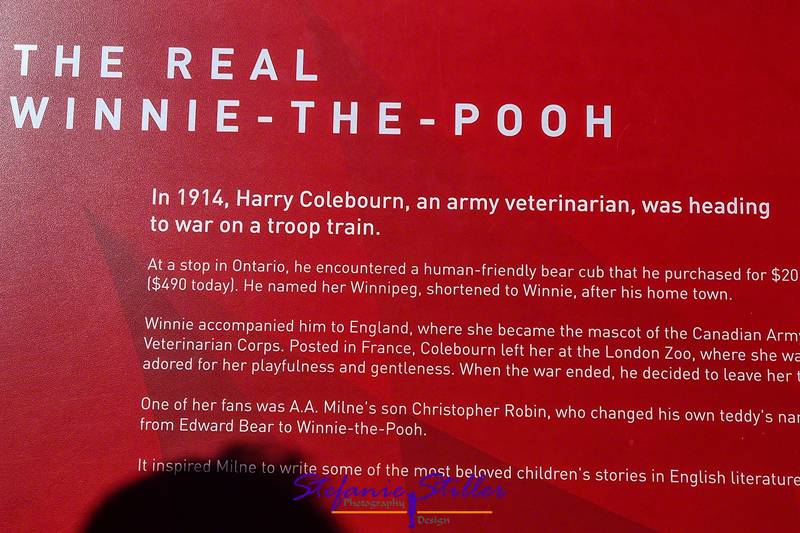 THE REAL
WINNIE-THE-POOH
In 1914, Harry Colebourn, an army veterinarian, was heading
to war on a troop train.
At a stop in Ontario, he encountered a human-friendly bear cub that he purchased for $20
($490 today). He named her Winnipeg, shortened to Winnie, after his home town.
Winnie accompanied him to England, where she became the mascot of the Canadian Army
Veterinarian Corps. Posted in France, Colebourn left her at the London Zoo, where she wa
adored for her playfulness and gentleness. When the war ended, he decided to leave her t
One of her fans was A.A. Milne's son Christopher Robin, who changed his own teddy's nam
from Edward Bear to Winnie-the-Pooh.
It inspired Milne to write some of the most beloved children's stories in English literature
Stefanie Stiller
Photography
Design